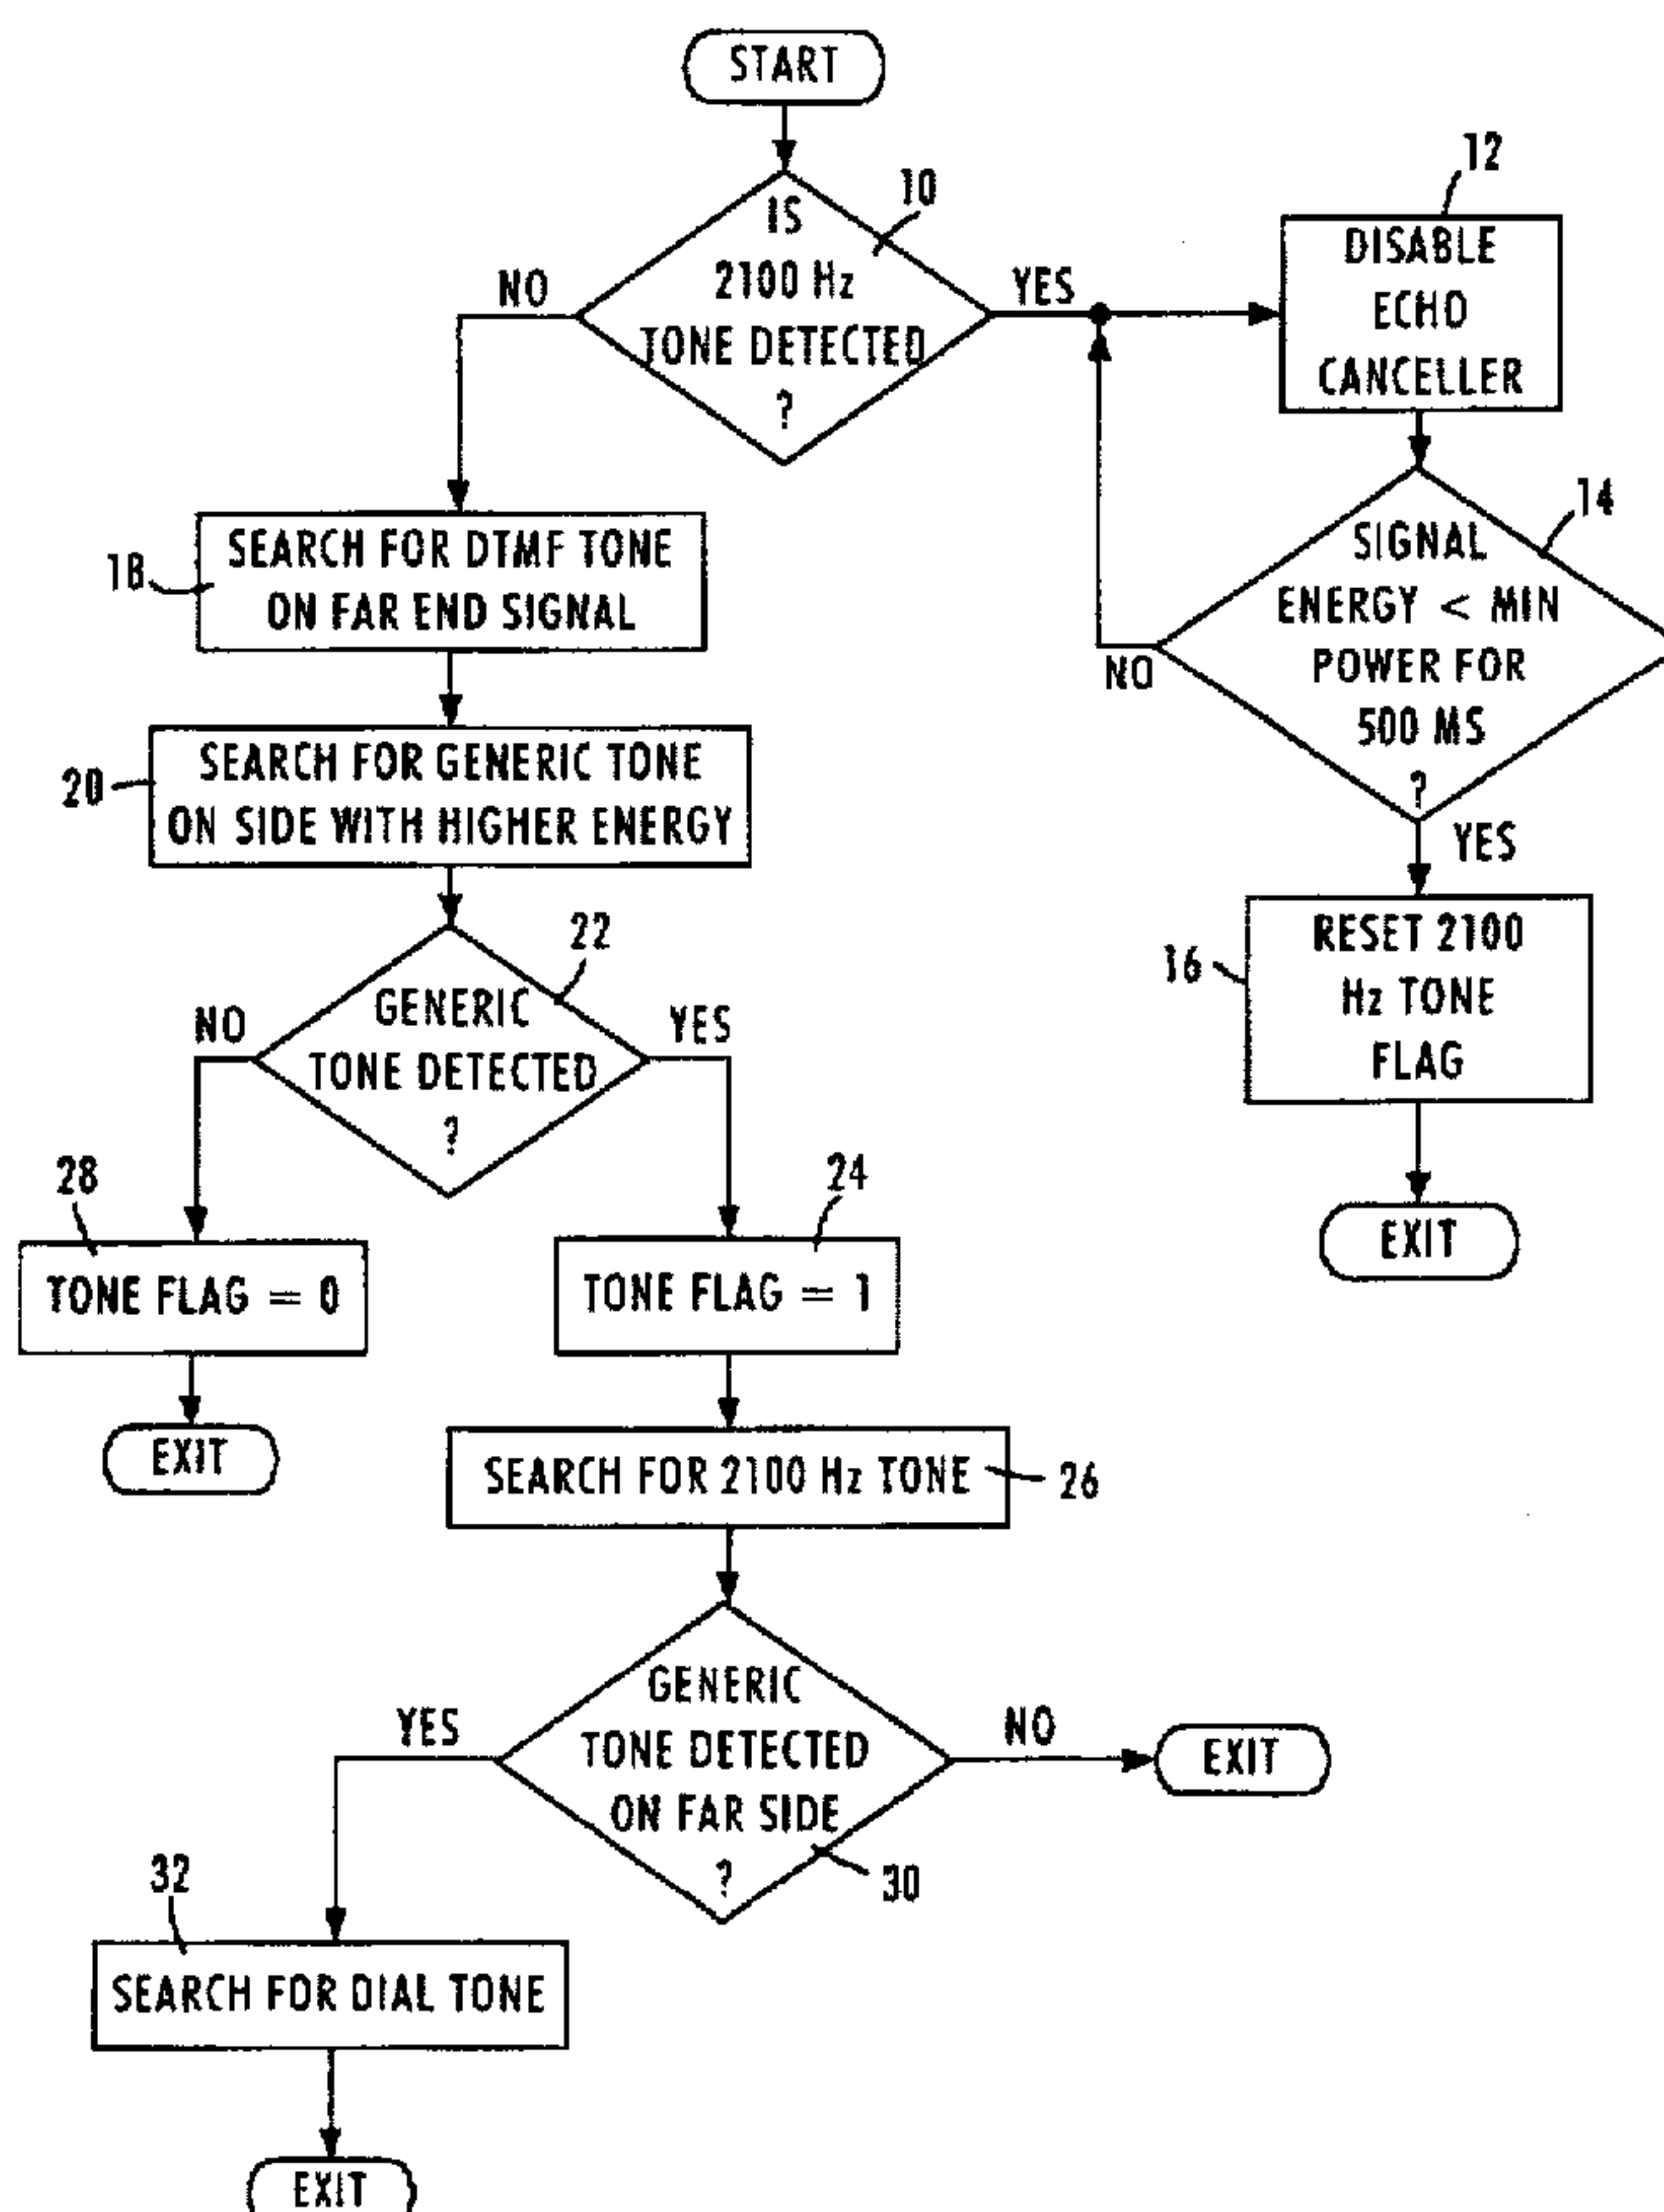 START
10
IS
2100 Hz
TONE DETECTED
?
NO
YES
12
DISABLE
ECHO
CANCELLER
14
SIGNAL
ENERGY < MIN
POWER FOR
500 MS
?
NO
YES
16
RESET 2100
Hz TONE
FLAG
EXIT
18
SEARCH FOR DTMF TONE
ON FAR END SIGNAL
20
SEARCH FOR GENERIC TONE
ON SIDE WITH HIGHER ENERGY
22
GENERIC
TONE DETECTED
?
NO
YES
28
TONE FLAG = 0
EXIT
24
TONE FLAG = 1
SEARCH FOR 2100 Hz TONE
26
GENERIC
TONE DETECTED
ON FAR SIDE
?
30
YES
NO
EXIT
32
SEARCH FOR DIAL TONE
EXIT